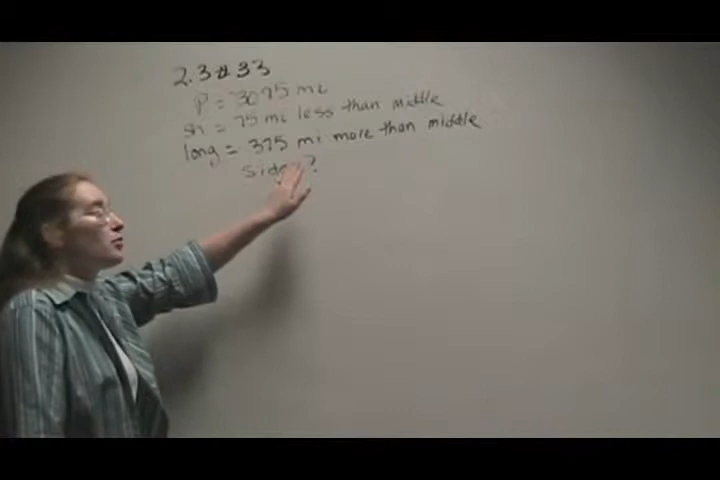 2.3 # 33
P = 3075 mi
sh = 75 mi less than middle
long = 375 mi more than middle
sides?